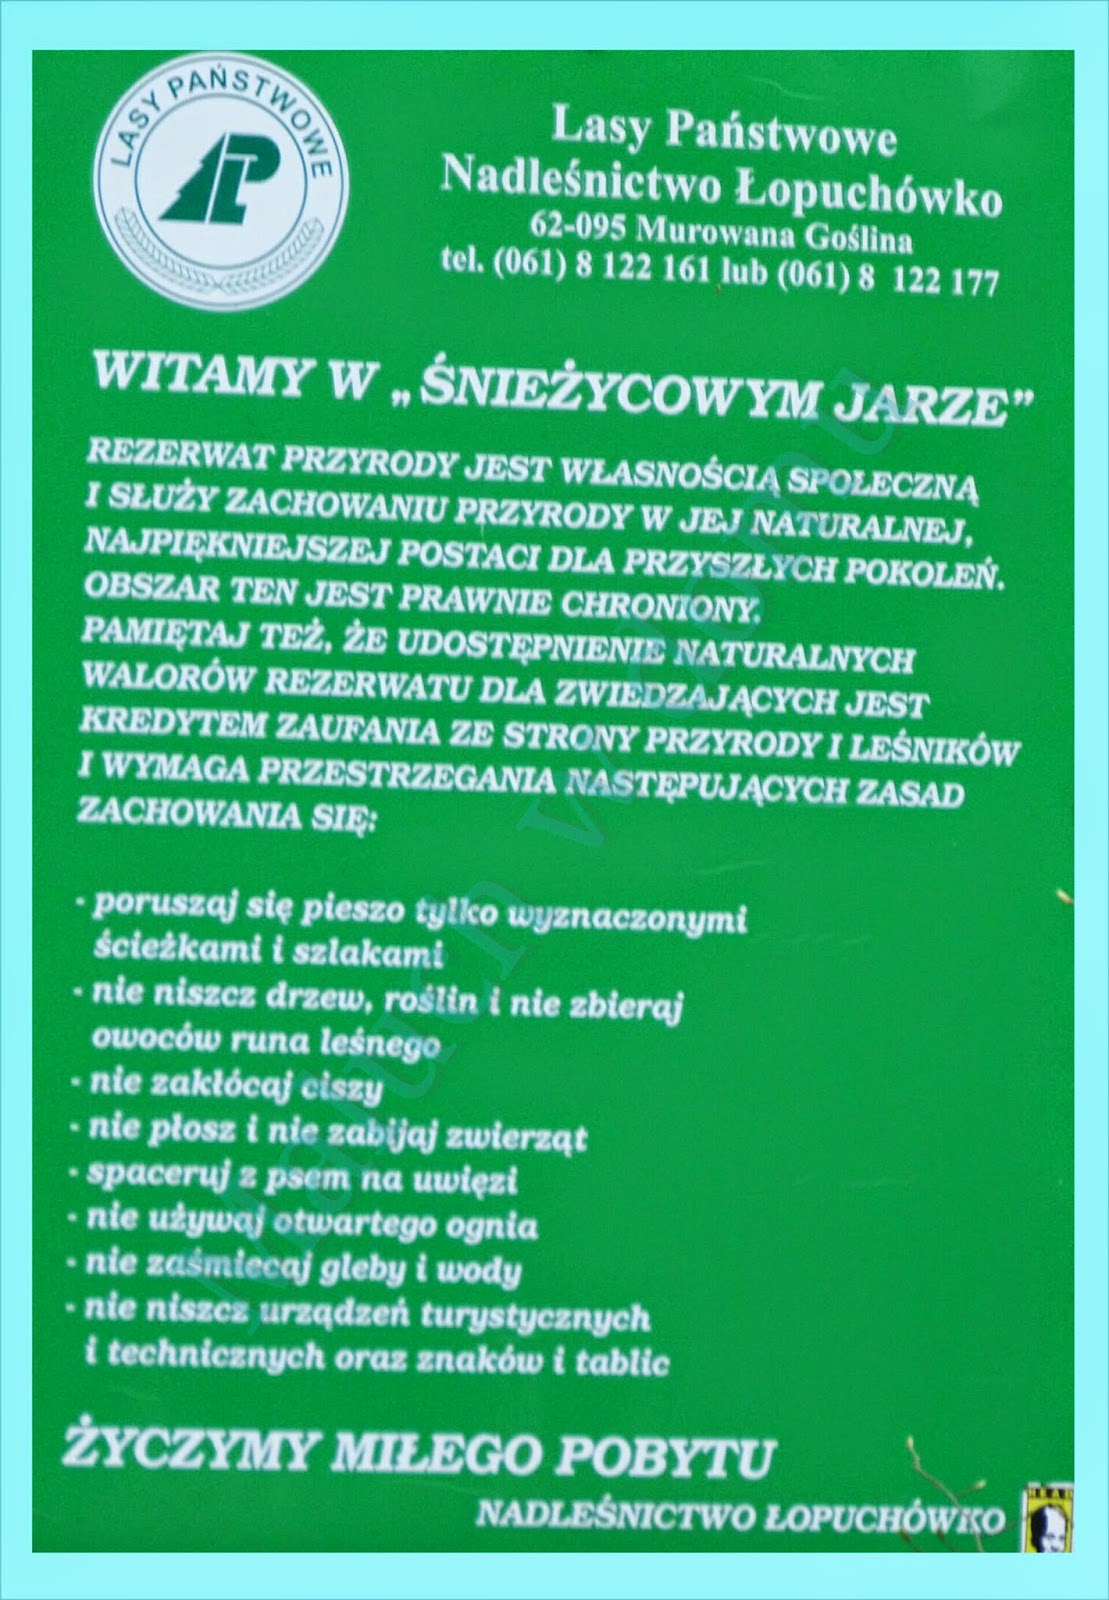 LASY PAŃSTWOWE
Lasy Państwowe
Nadleśnictwo Łopuchówko
62-095 Murowana Goślina
tel. (061) 8 122 161 lub (061) 8 122 177
WITAMY W „ŚNIEŻYCOWYM JARZE”
REZERWAT PRZYRODY JEST WŁASNOŚCIĄ SPOŁECZNĄ
I SŁUŻY ZACHOWANIU PRZYRODY W JEJ NATURALNEJ,
NAJPIĘKNIEJSZEJ POSTACI DLA PRZYSZŁYCH POKOLEŃ.
OBSZAR TEN JEST PRAWNIE CHRONIONY.
PAMIĘTAJ TEŻ, ŻE UDOSTĘPNIENIE NATURALNYCH
WALORÓW REZERWATU DLA ZWIEDZAJĄCYCH JEST
KREDYTEM ZAUFANIA ZE STRONY PRZYRODY I LEŚNIKÓW
I WYMAGA PRZESTRZEGANIA NASTĘPUJĄCYCH ZASAD
ZACHOWANIA SIĘ:
- poruszaj się pieszo tylko wyznaczonymi
ścieżkami i szlakami
- nie niszcz drzew, roślin i nie zbieraj
owoców runa leśnego
- nie zakłócaj ciszy
- nie płosz i nie zabijaj zwierząt
- spaceruj z psem na uwięzi
- nie używaj otwartego ognia
- nie zaśmiecaj gleby i wody
- nie niszcz urządzeń turystycznych
i technicznych oraz znaków i tablic
ŻYCZYMY MIŁEGO POBYTU
NADLEŚNICTWO ŁOPUCHÓWKO